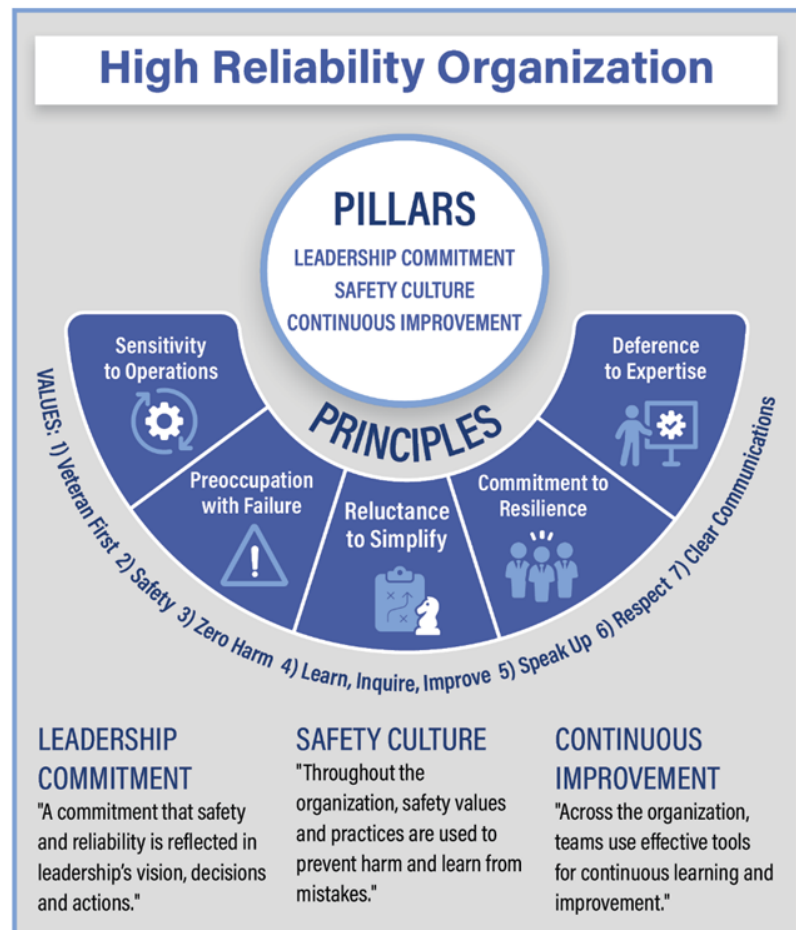 High Reliability Organization
PILLARS
LEADERSHIP COMMITMENT
SAFETY CULTURE
CONTINUOUS IMPROVEMENT
PRINCIPLES
Sensitivity
to Operations
Preoccupation
with Failure
Reluctance
to Simplify
Commitment to
Resilience
Deference
to Expertise
VALUES: 1) Veteran First 2) Safety 3) Zero Harm 4) Learn, Inquire, Improve 5) Speak Up 6) Respect 7) Clear Communications
LEADERSHIP
COMMITMENT
"A commitment that safety
and reliability is reflected in
leadership's vision, decisions
and actions."
SAFETY CULTURE
"Throughout the
organization, safety values
and practices are used to
prevent harm and learn from
mistakes."
CONTINUOUS
IMPROVEMENT
"Across the organization,
teams use effective tools
for continuous learning and
improvement."